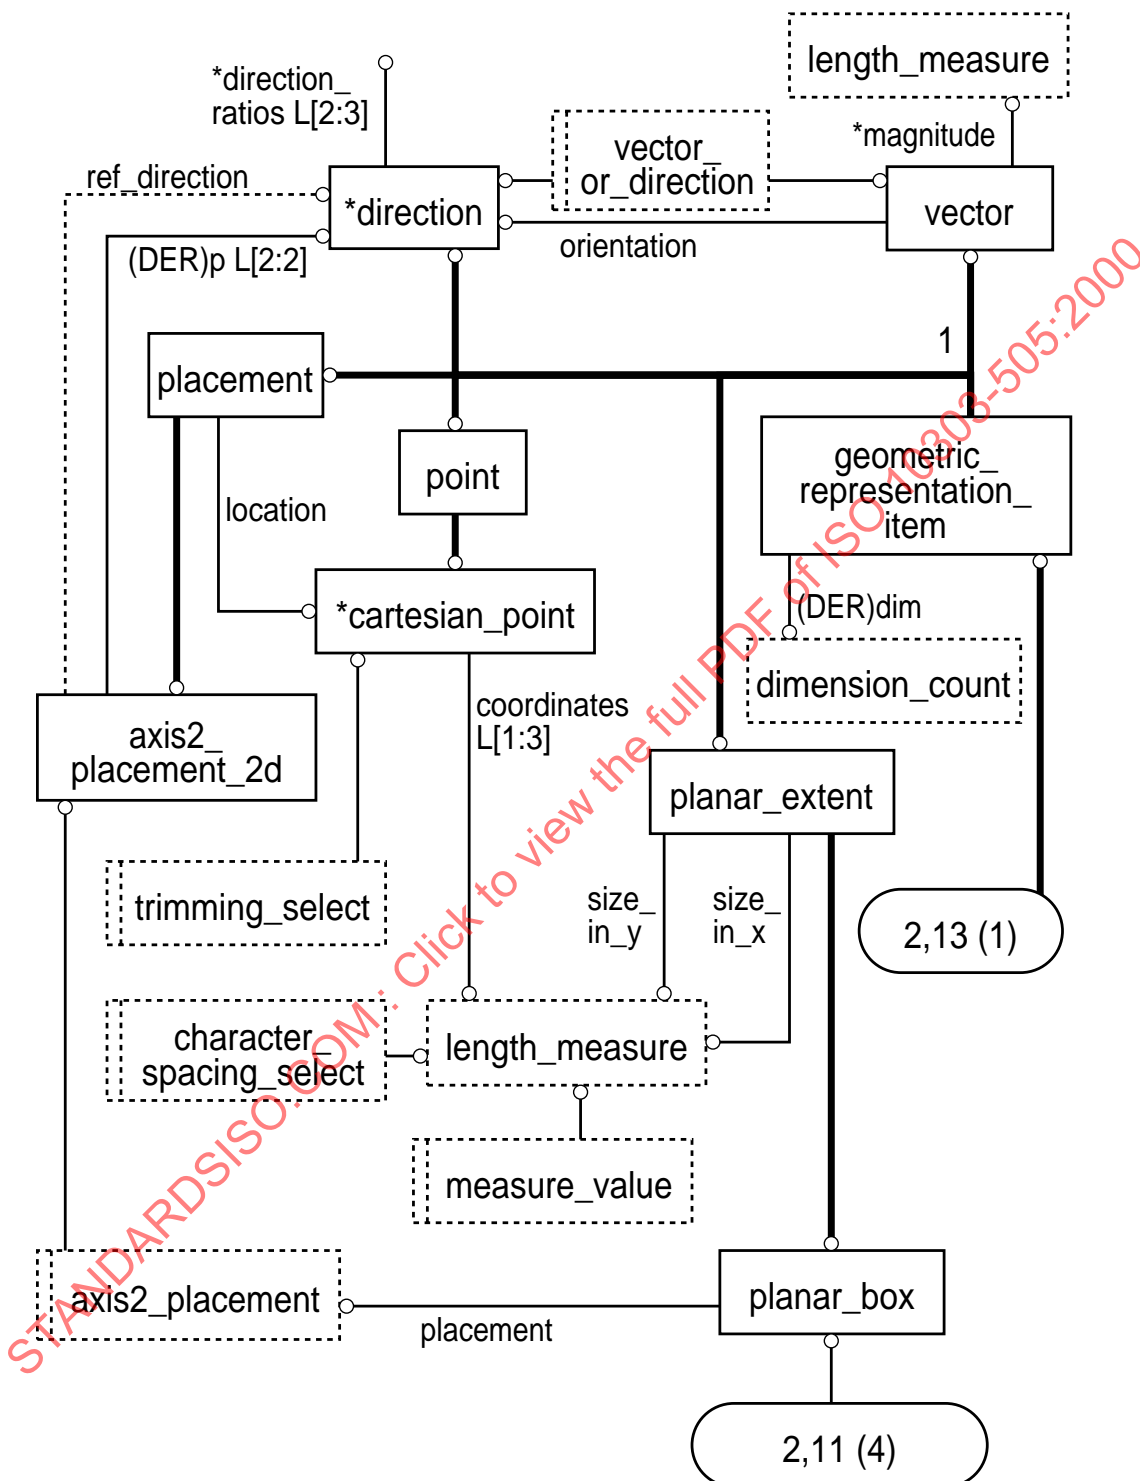 length_measure
*direction_
ratios L[2:3]
*magnitude
vector_
or_direction
ref_direction
*direction
vector
orientation
(DER)p L[2:2]
1
placement
geometric_
representation_
item
point
location
(DER)dim
*cartesian_point
dimension_count
coordinates
L[1:3]
axis2_
placement_2d
planar_extent
trimming_select
size_
in_y
size_
in_x
2,13 (1)
character_
spacing_select
length_measure
measure_value
axis2_placement
planar_box
placement
2,11 (4)
STANDARDSISO.COM : Click to view the full PDF of ISO 10303-505:2000